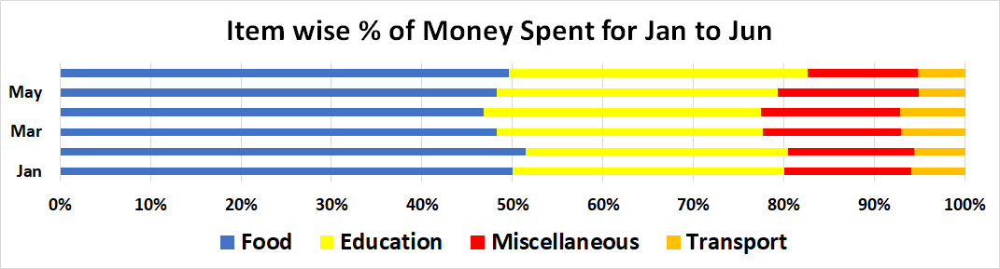 Item wise % of Money Spent for Jan to Jun
May
Mar
Jan
0% 10% 20% 30% 40% 50% 60% 70% 80% 90% 100%
Food Education Miscellaneous Transport